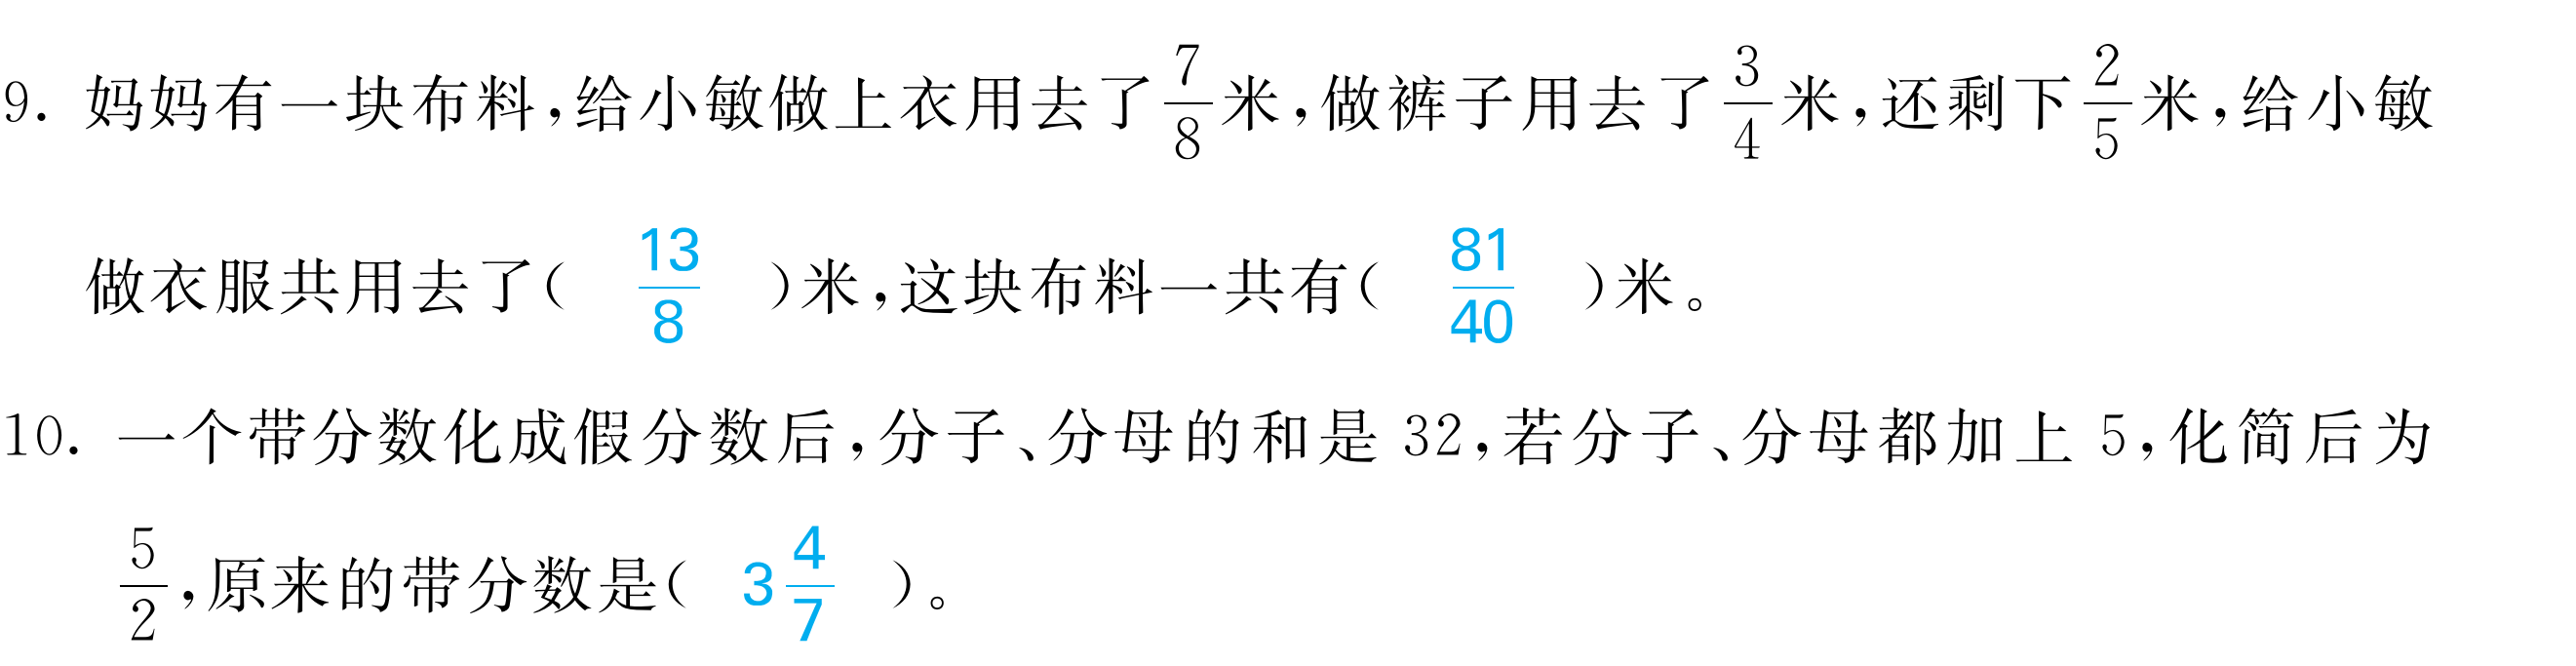 9. 妈妈有一块布料,给小敏做上衣用去了7/8米,做裤子用去了3/4米,还剩下2/5米,给小敏
做衣服共用去了( 13/8 )米,这块布料一共有( 81/40 )米。
10. 一个带分数化成假分数后,分子、分母的和是 32,若分子、分母都加上 5,化简后为
5/2,原来的带分数是( 3 4/7 )。